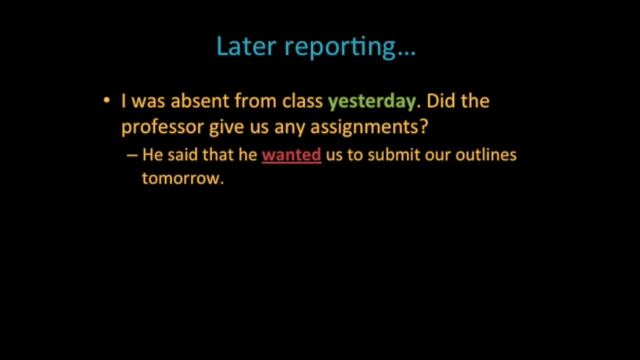 Later reporting…
• I was absent from class yesterday. Did the
professor give us any assignments?
– He said that he wanted us to submit our outlines
tomorrow.